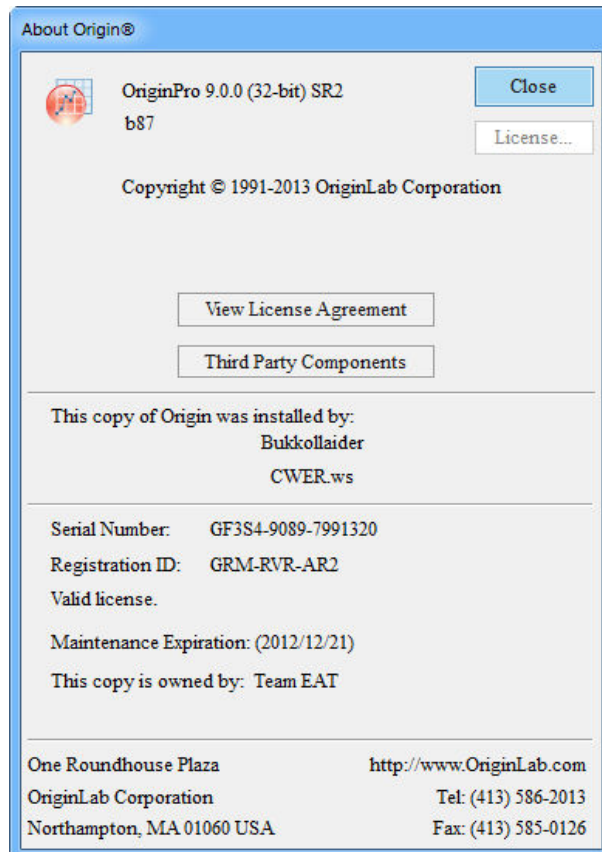 About Origin®
OriginPro 9.0.0 (32-bit) SR2
b87
Close
License...
Copyright © 1991-2013 OriginLab Corporation
View License Agreement
Third Party Components
This copy of Origin was installed by:
Bukkollaider
CWER.ws
Serial Number: GF3S4-9089-7991320
Registration ID: GRM-RVR-AR2
Valid license.
Maintenance Expiration: (2012/12/21)
This copy is owned by: Team EAT
One Roundhouse Plaza http://www.OriginLab.com
OriginLab Corporation Tel: (413) 586-2013
Northampton, MA 01060 USA Fax: (413) 585-0126